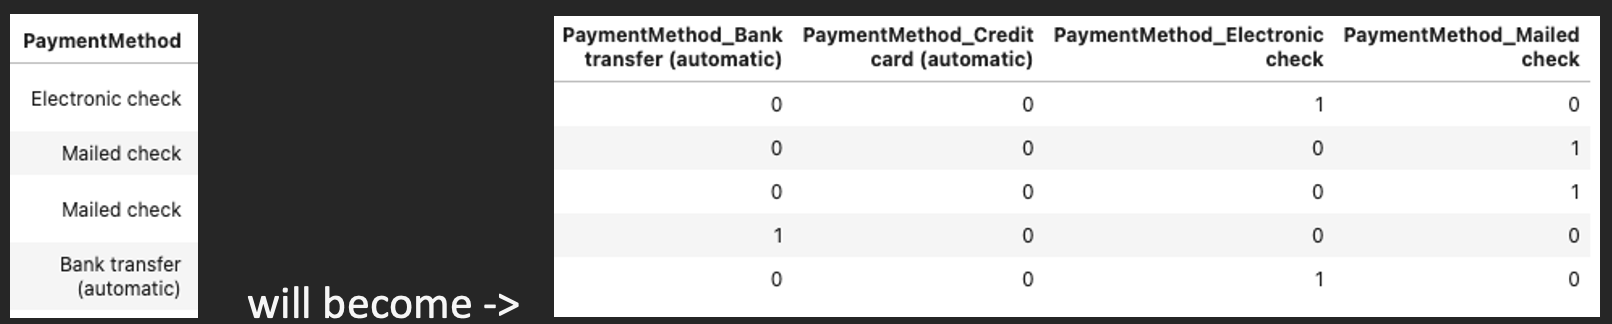 PaymentMethod
Electronic check
Mailed check
Mailed check
Bank transfer
(automatic)
will become ->
PaymentMethod_Bank PaymentMethod_Credit PaymentMethod_Electronic PaymentMethod_Mailed
transfer (automatic) card (automatic) check check
0 0 1 0
0 0 0 1
0 0 0 1
1 0 0 0
0 0 1 0